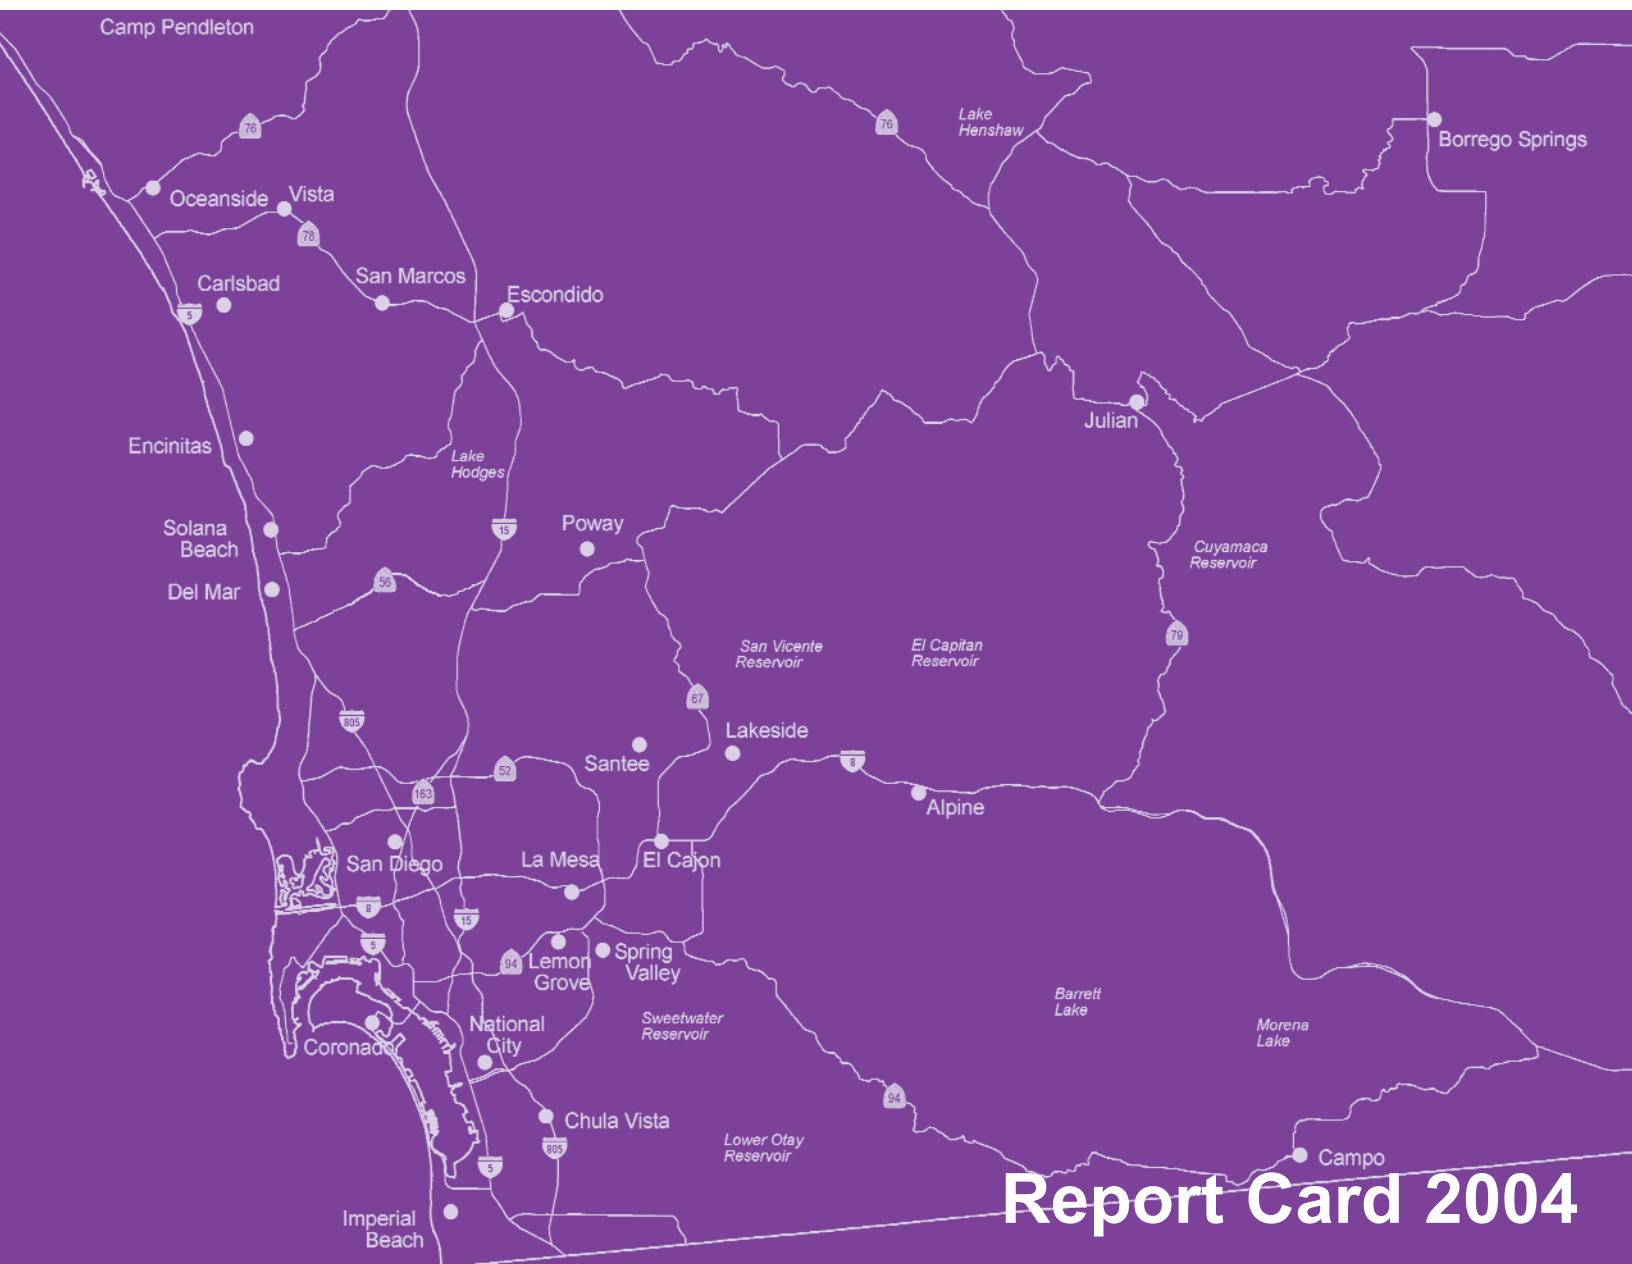 Camp Pendleton
76
76
Lake
Henshaw
Borrego Springs
Oceanside
Vista
78
Carlsbad
San Marcos
Escondido
5
Julian
Encinitas
Lake
Hodges
Solana
Beach
15
Poway
Cuyamaca
Reservoir
56
Del Mar
79
San Vicente
Reservoir
El Capitan
Reservoir
67
805
Lakeside
Santee
52
8
163
Alpine
San Diego
La Mesa
El Cajon
8
15
5
94
Lemon
Grove
Spring
Valley
Barrett
Lake
Sweetwater
Reservoir
Morena
Lake
National
City
Coronado
94
Chula Vista
805
Lower Otay
Reservoir
5
Campo
Report Card 2004
Imperial
Beach